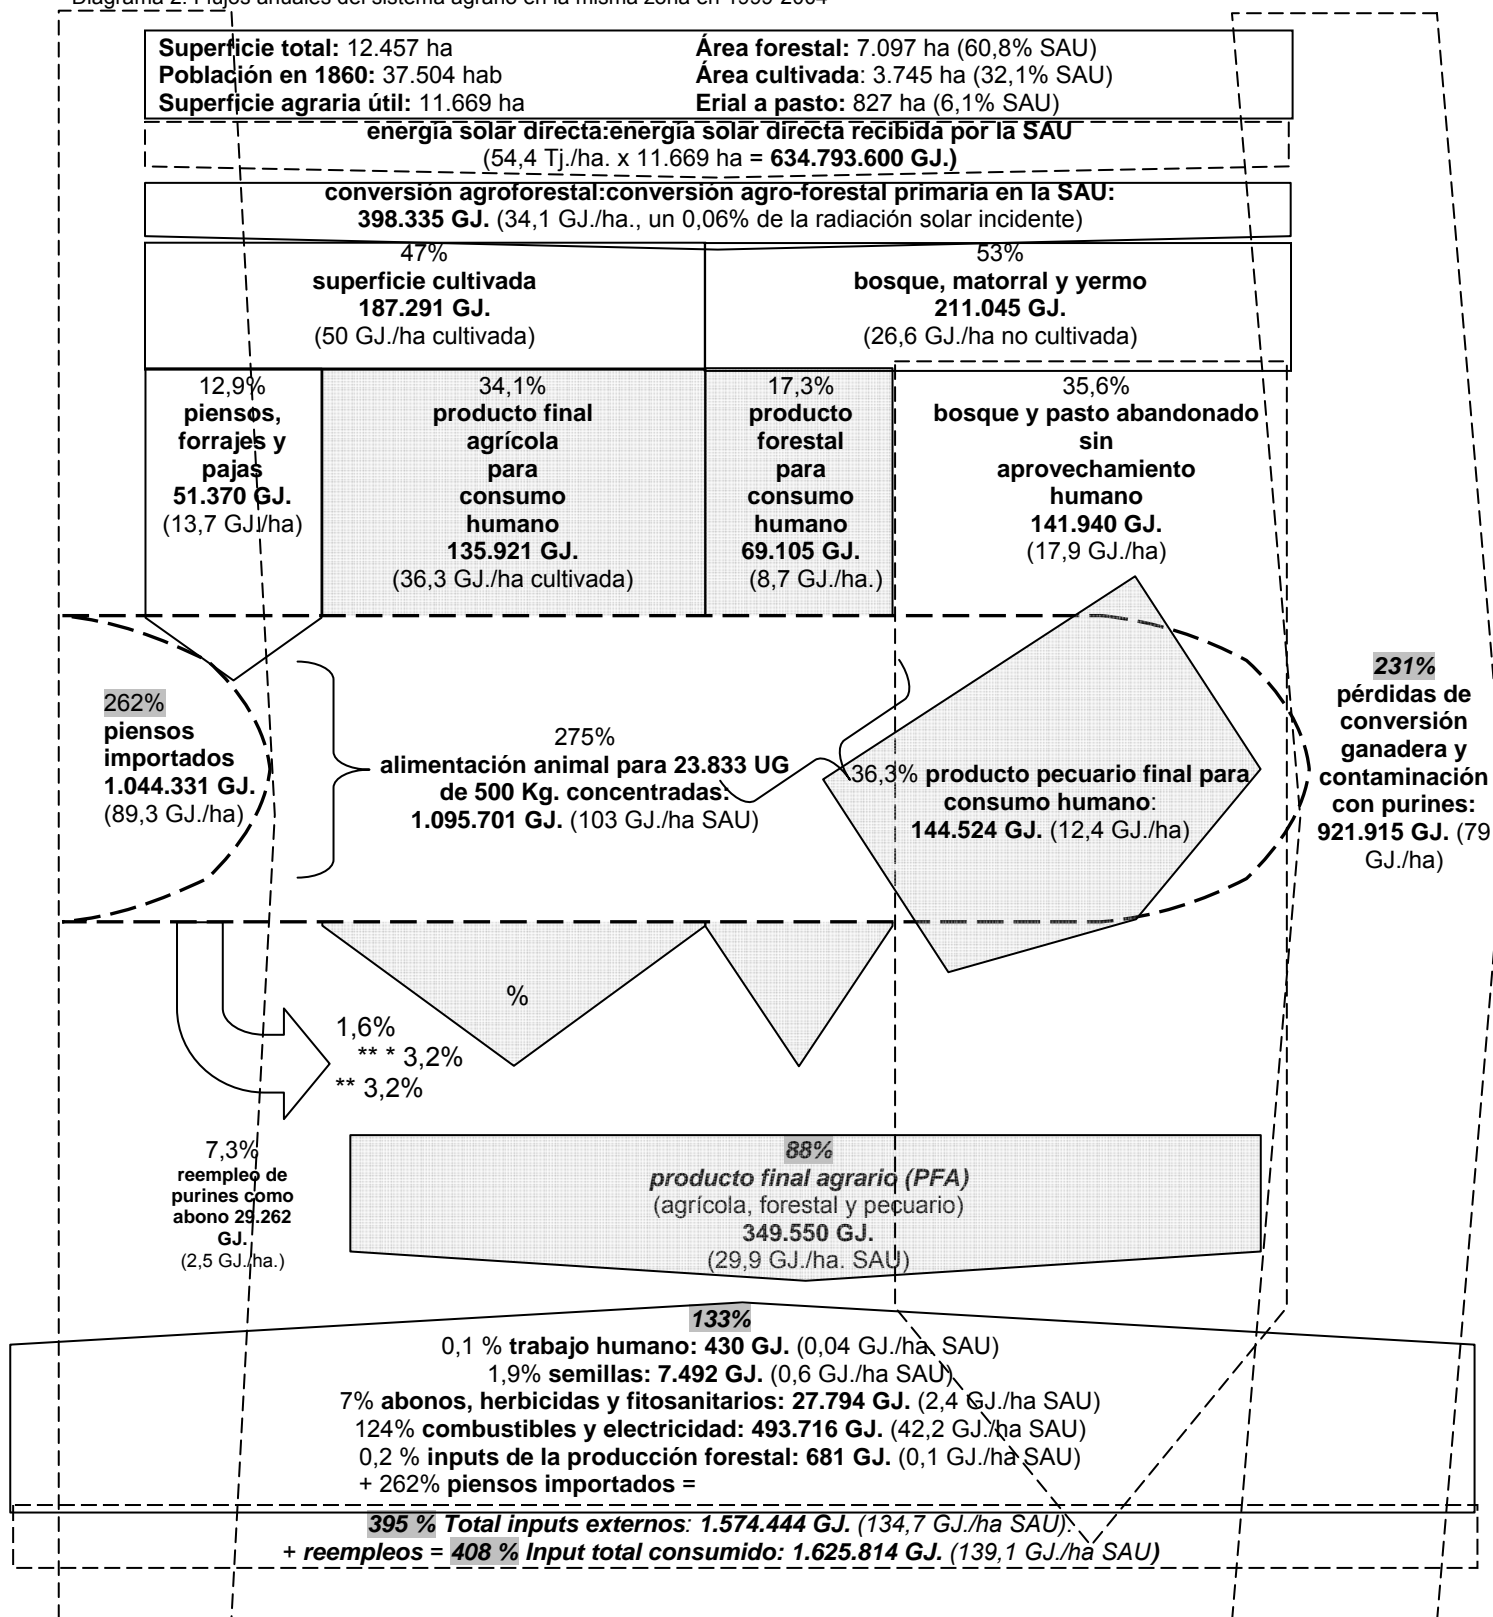 Diagrama 2. Flujos anuales del sistema agrario en la misma zona en 1999-2004
Superficie total: 12.457 ha
Población en 1860: 37.504 hab
Superficie agraria útil: 11.669 ha
Área forestal: 7.097 ha (60,8% SAU)
Área cultivada: 3.745 ha (32,1% SAU)
Erial a pasto: 827 ha (6,1% SAU)
energía solar directa:energía solar directa recibida por la SAU
(54,4 Tj./ha. x 11.669 ha = 634.793.600 GJ.)
conversión agroforestal:conversión agro-forestal primaria en la SAU:
398.335 GJ. (34,1 GJ./ha., un 0,06% de la radiación solar incidente)
47%
superficie cultivada
187.291 GJ.
(50 GJ./ha cultivada)
53%
bosque, matorral y yermo
211.045 GJ.
(26,6 GJ./ha no cultivada)
12,9%
piensos,
forrajes y
pajas
51.370 GJ.
(13,7 GJ./ha)
34,1%
producto final
agrícola
para
consumo
humano
135.921 GJ.
(36,3 GJ./ha cultivada)
17,3%
producto
forestal
para
consumo
humano
69.105 GJ.
(8,7 GJ./ha.)
35,6%
bosque y pasto abandonado
sin
aprovechamiento
humano
141.940 GJ.
(17,9 GJ./ha)
262%
piensos
importados
1.044.331 GJ.
(89,3 GJ./ha)
275%
alimentación animal para 23.833 UG
de 500 Kg. concentradas:
1.095.701 GJ. (103 GJ./ha SAU)
36,3% producto pecuario final para
consumo humano:
144.524 GJ. (12,4 GJ./ha)
231%
pérdidas de
conversión
ganadera y
contaminación
con purines:
921.915 GJ. (79
GJ./ha)
%
1,6%
** * 3,2%
** 3,2%
7,3%
reempleo de
purines como
abono 29.262
GJ.
(2,5 GJ./ha.)
88%
producto final agrario (PFA)
(agrícola, forestal y pecuario)
349.550 GJ.
(29,9 GJ./ha. SAU)
133%
0,1 % trabajo humano: 430 GJ. (0,04 GJ./ha. SAU)
1,9% semillas: 7.492 GJ. (0,6 GJ./ha SAU)
7% abonos, herbicidas y fitosanitarios: 27.794 GJ. (2,4 GJ./ha SAU)
124% combustibles y electricidad: 493.716 GJ. (42,2 GJ./ha SAU)
0,2 % inputs de la producción forestal: 681 GJ. (0,1 GJ./ha SAU)
+ 262% piensos importados =
395 % Total inputs externos: 1.574.444 GJ. (134,7 GJ./ha SAU).
+ reempleos = 408 % Input total consumido: 1.625.814 GJ. (139,1 GJ./ha SAU)